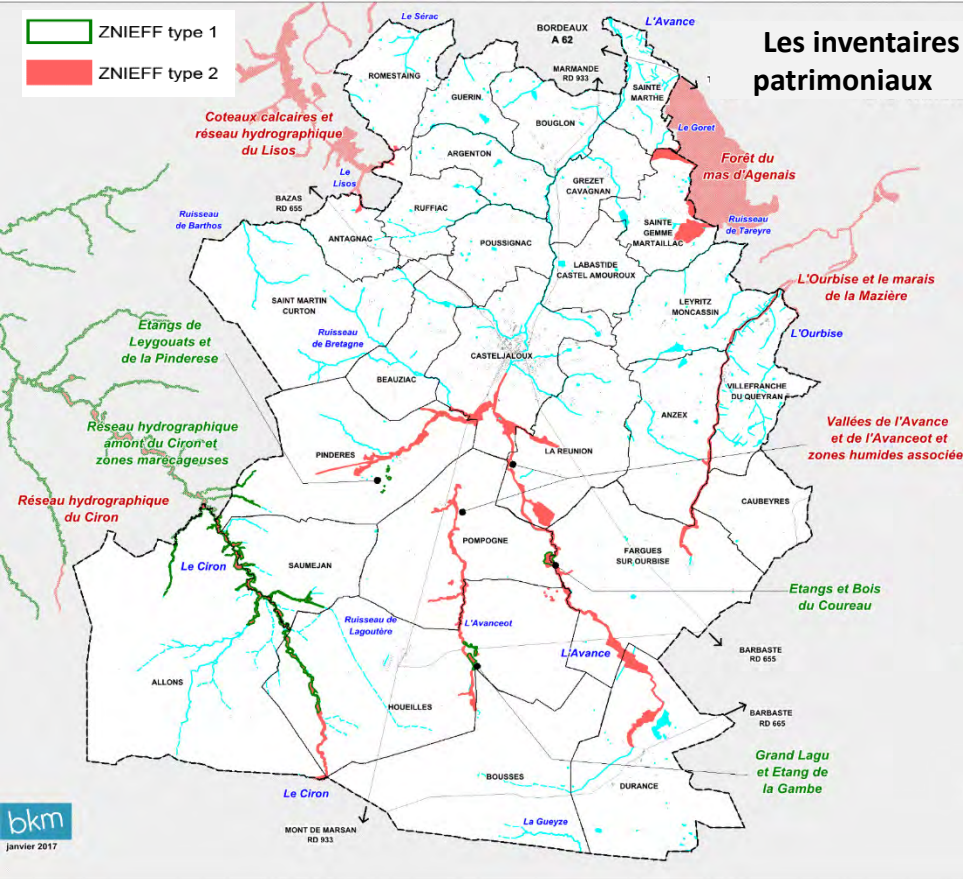 ZNIEFF type 1
ZNIEFF type 2
Les inventaires
patrimoniaux
Le Sérac
BORDEAUX
A 62
L'Avance
ROMESTAING
MARMANDE
RD 933
1
SAINTE
MARTHE
GUERIN
BOUGLON
Coteaux calcaires et
réseau hydrographique
du Lisos
Le Goret
ARGENTON
Forêt du
mas d'Agenais
Le
Lisos
GREZET
CAVAGNAN
BAZAS
RD 655
RUFFIAC
Ruisseau
de Barthos
SAINTE
GEMME
MARTAILLAC
Ruisseau
de Tareyre
ANTAGNAC
POUSSIGNAC
LABASTIDE
CASTEL AMOUROUX
L'Ourbise et le marais
de la Mazière
SAINT MARTIN
CURTON
LEYRITZ
MONCASSIN
Etangs de
Leygouats et
de la Pinderese
Ruisseau
de Bretagne
L'Ourbise
CASTELJALOUX
BEAUZIAC
VILLEFRANCHE
DU QUEYRAN
ANZEX
Réseau hydrographique
amont du Ciron et
zones marécageuses
Vallées de l'Avance
et de l'Avanceot et
zones humides associée
PINDERES
LA REUNION
Réseau hydrographique
du Ciron
CAUBEYRES
POMPOGNE
FARGUES
SUR OURBISE
Le Ciron
SAUMEJAN
Etangs et Bois
du Coureau
Ruisseau de
Lagoutère
L'Avanceot
L'Avance
BARBASTE
RD 655
ALLONS
HOUEILLES
BARBASTE
RD 665
Grand Lagu
et Etang de
la Gambe
BOUSSES
DURANCE
Le Ciron
La Gueyze
bkm
janvier 2017
MONT DE MARSAN
RD 933